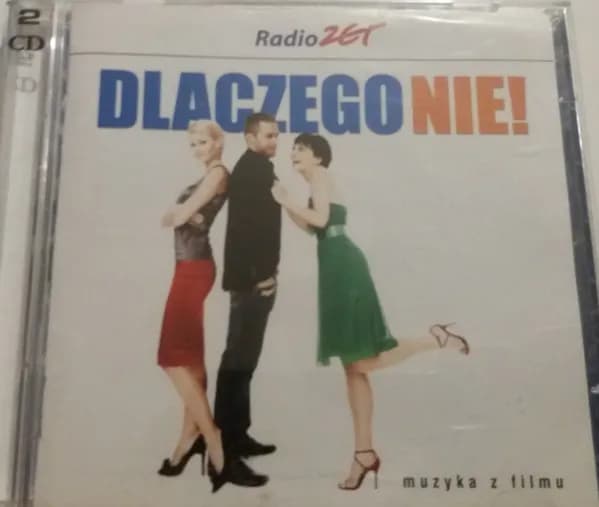 2
CD
Radio ZET
DLACZEGO NIE!
muzyka z filmu